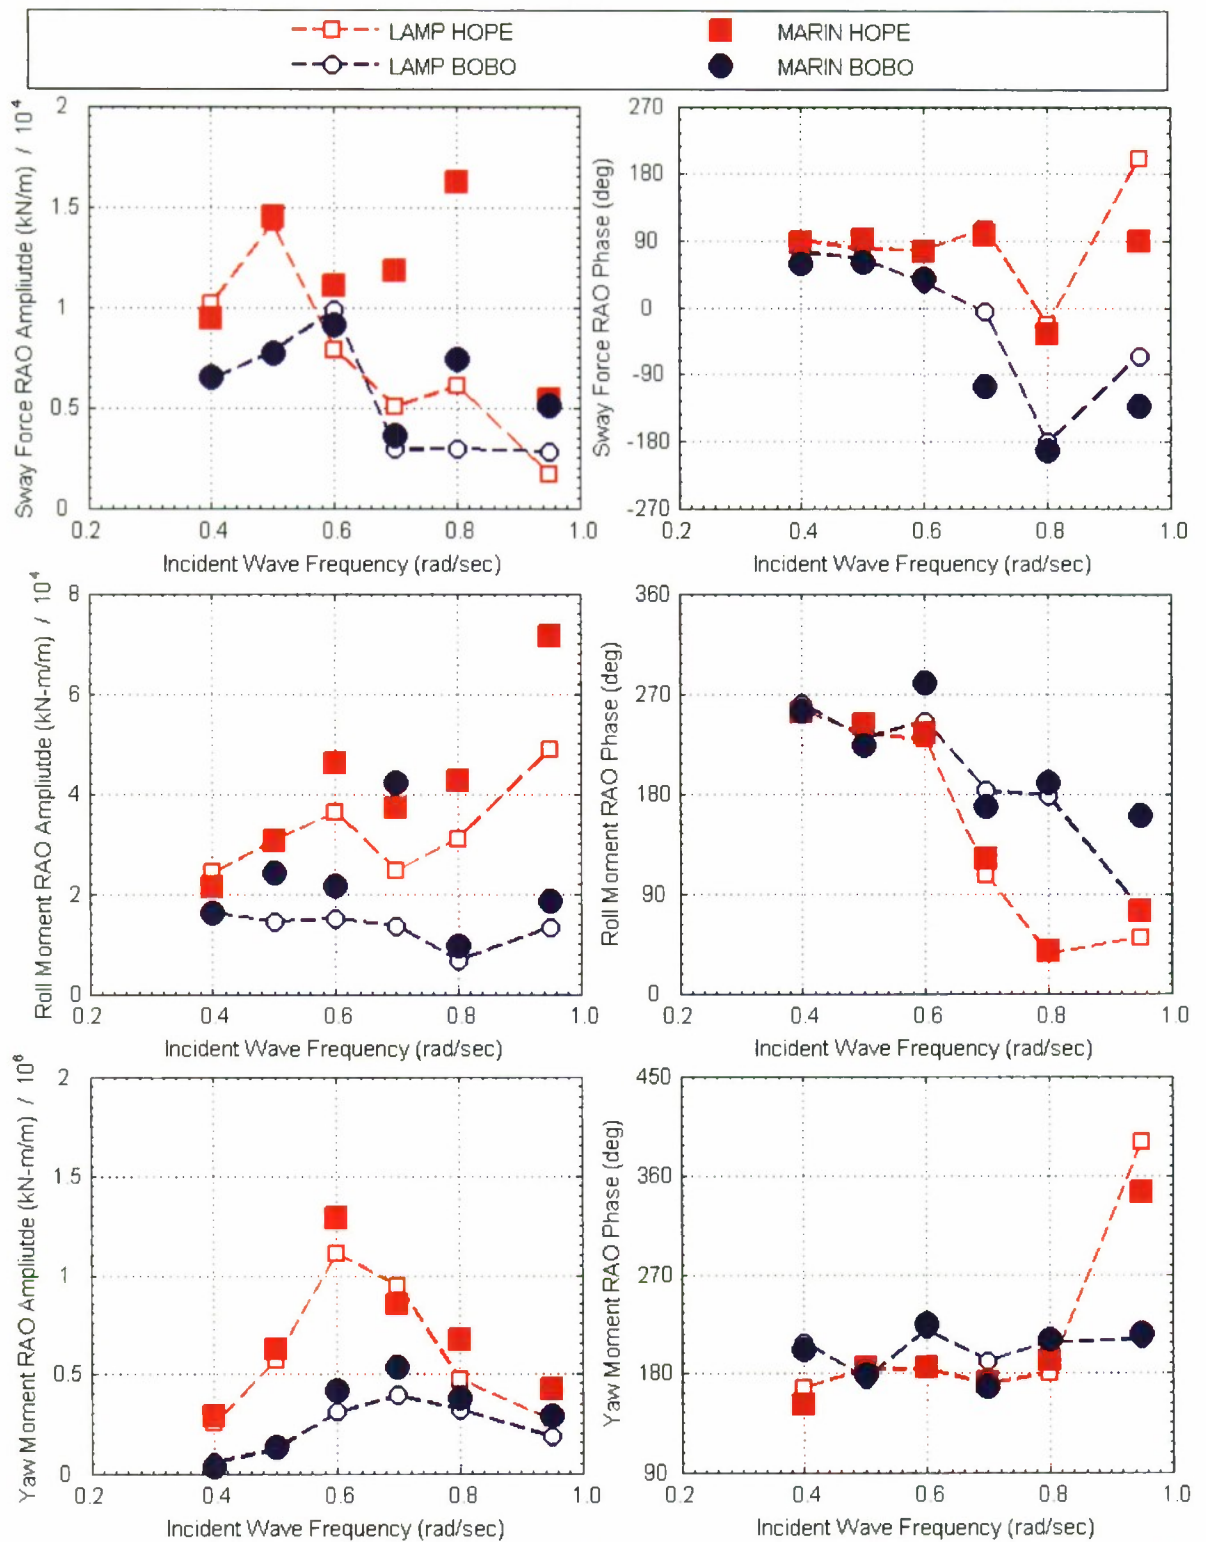 LAMP HOPE
MARIN HOPE
LAMP BOBO
MARIN BOBO
Sway Force RAO Ampliutde (kN/m) / 10⁴
2
1.5
1
0.5
0
0.2 0.4 0.6 0.8 1.0
Incident Wave Frequency (rad/sec)
Sway Force RAO Phase (deg)
270
180
90
0
-90
-180
-270
0.2 0.4 0.6 0.8 1.0
Incident Wave Frequency (rad/sec)
Roll Moment RAO Ampliutde (kN-m/m) / 10⁴
8
6
4
2
0
0.2 0.4 0.6 0.8 1.0
Incident Wave Frequency (rad/sec)
Roll Moment RAO Phase (deg)
360
270
180
90
0
0.2 0.4 0.6 0.8 1.0
Incident Wave Frequency (rad/sec)
Yaw Moment RAO Ampliutde (kN-m/m) / 10⁶
2
1.5
1
0.5
0
0.2 0.4 0.6 0.8 1.0
Incident Wave Frequency (rad/sec)
Yaw Moment RAO Phase (deg)
450
360
270
180
90
0.2 0.4 0.6 0.8 1.0
Incident Wave Frequency (rad/sec)